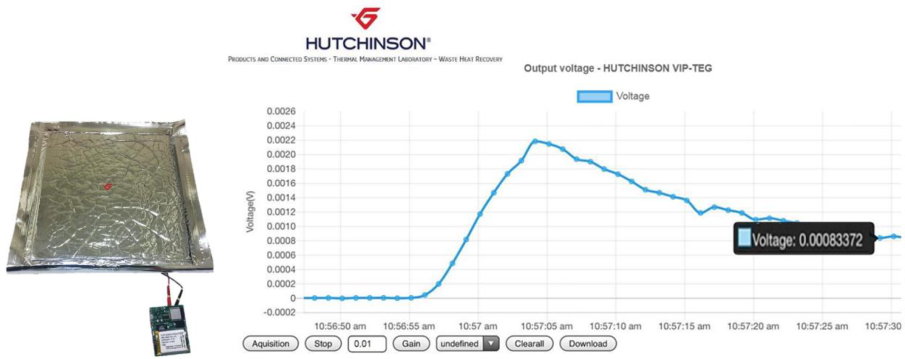 HUTCHINSON®
PRODUCTS AND CONNECTED SYSTEMS - THERMAL MANAGEMENT LABORATORY - WASTE HEAT RECOVERY
Output voltage - HUTCHINSON VIP-TEG
Voltage
Voltage(V)
0.0026
0.0024
0.0022
0.0020
0.0018
0.0016
0.0014
0.0012
0.0010
0.0008
0.0006
0.0004
0.0002
0
-0.0002
Voltage: 0.00083372
10:56:50 am 10:56:55 am 10:57 am 10:57:05 am 10:57:10 am 10:57:15 am 10:57:20 am 10:57:25 am 10:57:30
Aquisition Stop 0.01 Gain undefined Clearall Download